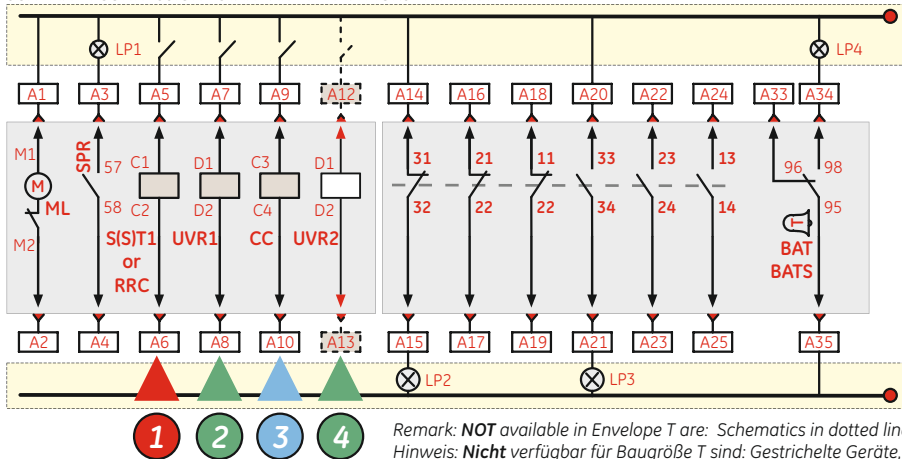 LP1 LP4
A1 A3 A5 A7 A9 A12 A14 A16 A18 A20 A22 A24 A33 A34
M1 SPR 57 C1 D1 C3 D1 31 21 11 33 23 13 96 98
M ML
58 C2 D2 C4 D2 32 22 22 34 24 14 95
M2 S(S)T1 UVR1 CC UVR2 T
or BAT
RRC BATS
A2 A4 A6 A8 A10 A13 A15 A17 A19 A21 A23 A25 A35
LP2 LP3
1 2 3 4
Remark: NOT available in Envelope T are: Schematics in dotted lin
Hinweis: Nicht verfügbar für Baugröße T sind: Gestrichelte Geräte,